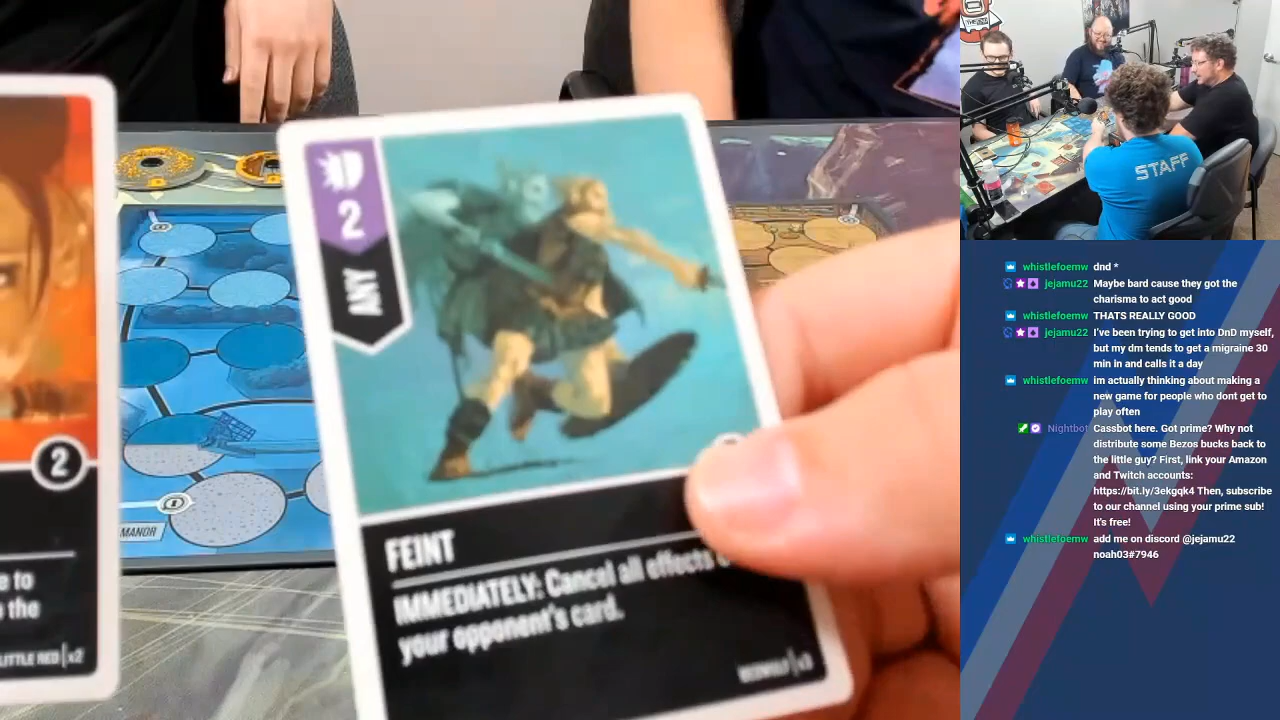 2
ANY
FEINT
IMMEDIATELY: Cancel all effects
your opponent's card.
BEOWULF | x3
2
e to
the
LITTLE RED | x2
MANOR
STAFF
whistlefoemw dnd *
jejamu22 Maybe bard cause they got the
charisma to act good
whistlefoemw THATS REALLY GOOD
jejamu22 I've been trying to get into DnD myself,
but my dm tends to get a migraine 30
min in and calls it a day
whistlefoemw im actually thinking about making a
new game for people who dont get to
play often
Nightbot Cassbot here. Got prime? Why not
distribute some Bezos bucks back to
the little guy? First, link your Amazon
and Twitch accounts:
https://bit.ly/3ekgqk4 Then, subscribe
to our channel using your prime sub!
It's free!
whistlefoemw add me on discord @jejamu22
noah03#7946